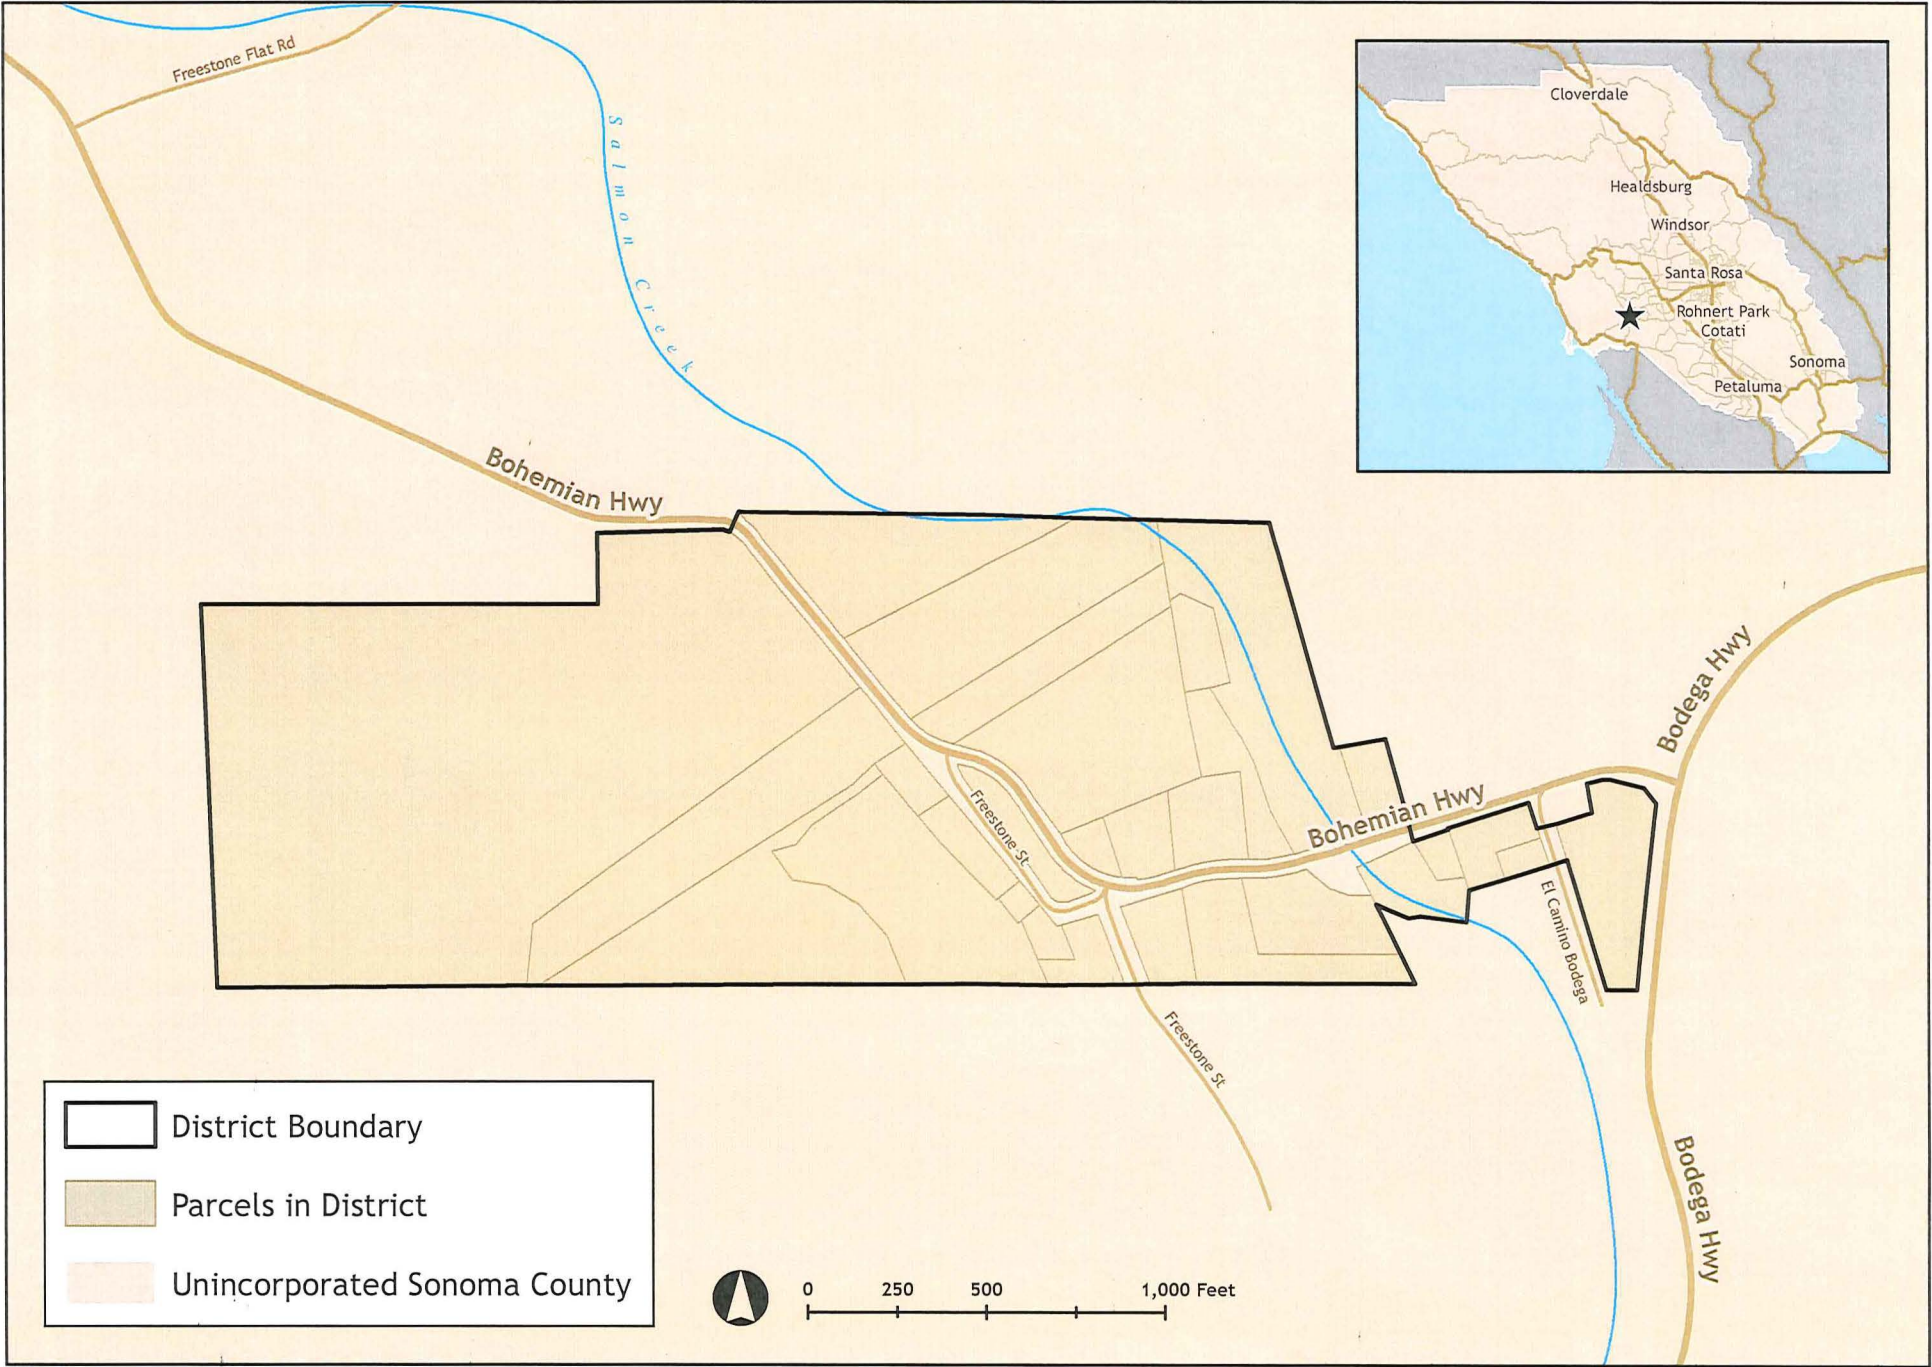 Freestone Flat Rd
Salmon Creek
Cloverdale
Healdsburg
Windsor
Santa Rosa
Rohnert Park
Cotati
Sonoma
Petaluma
Bohemian Hwy
Bodega Hwy
Freestone St
Bohemian Hwy
El Camino Bodega
Freestone St
Bodega Hwy
District Boundary
Parcels in District
Unincorporated Sonoma County
0 250 500 1,000 Feet